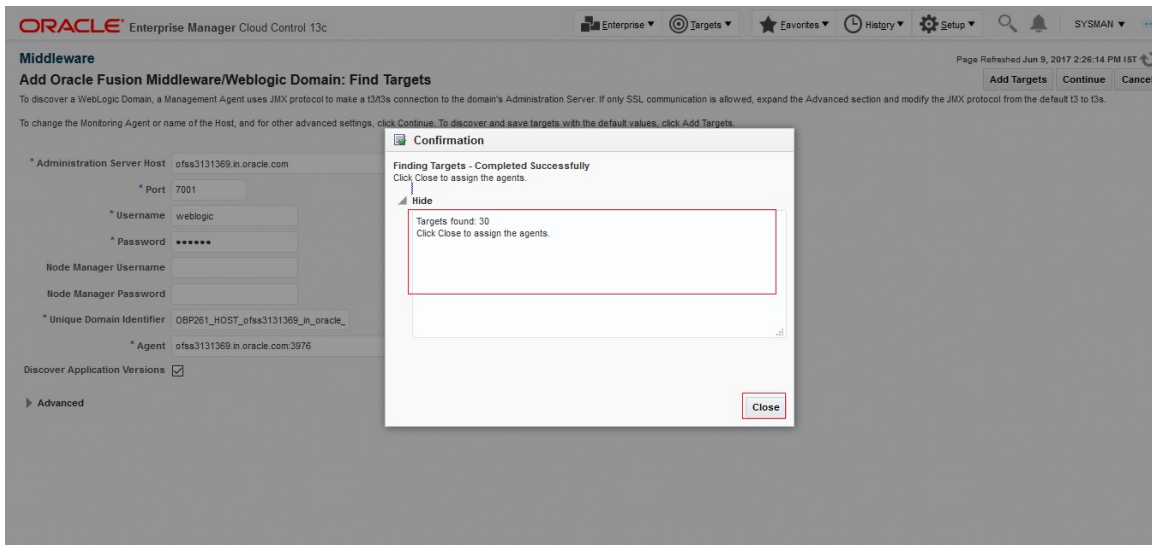 ORACLE Enterprise Manager Cloud Control 13c
Enterprise Targets Favorites History Setup SYSMAN
Middleware
Page Refreshed Jun 9, 2017 2:26:14 PM IST
Add Oracle Fusion Middleware/Weblogic Domain: Find Targets
Add Targets Continue Cancel
To discover a WebLogic Domain, a Management Agent uses JMX protocol to make a t3/t3s connection to the domain's Administration Server. If only SSL communication is allowed, expand the Advanced section and modify the JMX protocol from the default t3 to t3s.
To change the Monitoring Agent or name of the Host, and for other advanced settings, click Continue. To discover and save targets with the default values, click Add Targets.
Confirmation
Finding Targets - Completed Successfully
Click Close to assign the agents.
Hide
Targets found: 30
Click Close to assign the agents.
Close
* Administration Server Host ofss3131369.in.oracle.com
* Port 7001
* Username weblogic
* Password ••••••
Node Manager Username
Node Manager Password
* Unique Domain Identifier OBP261_HOST_ofss3131369_in_oracle_
* Agent ofss3131369.in.oracle.com:3976
Discover Application Versions
Advanced